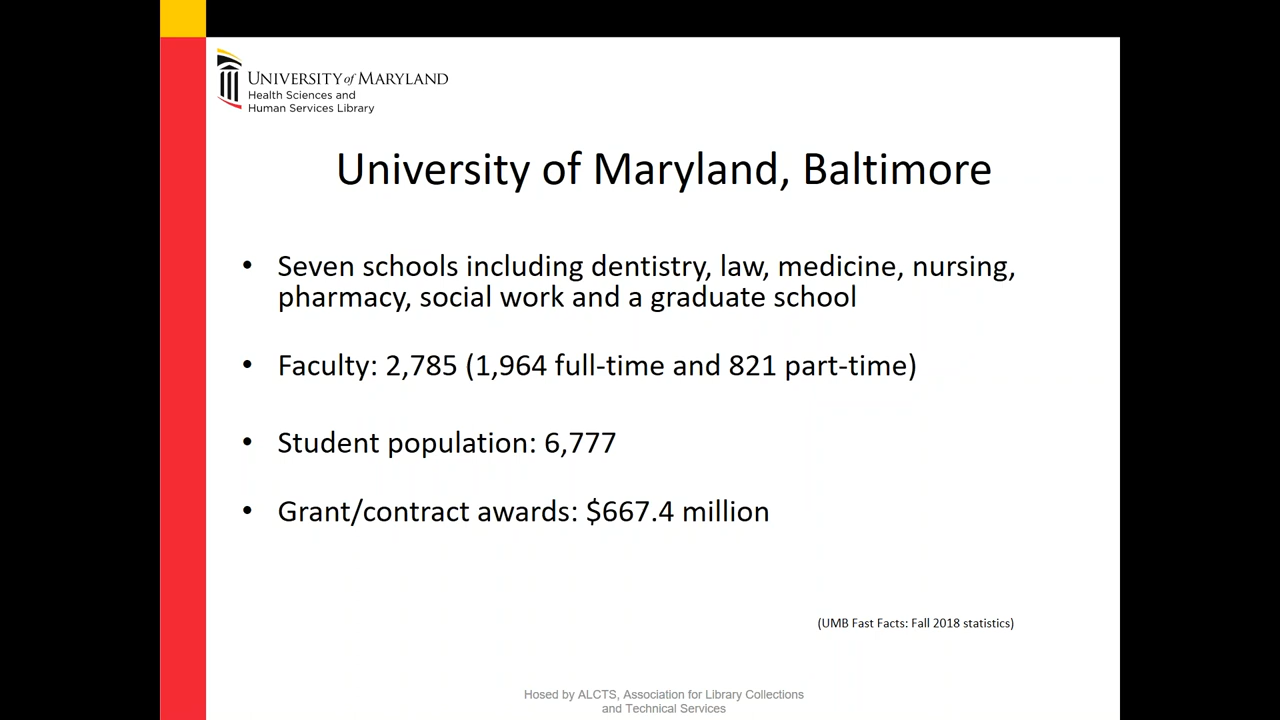 UNIVERSITY of MARYLAND
Health Sciences and
Human Services Library
University of Maryland, Baltimore
• Seven schools including dentistry, law, medicine, nursing,
pharmacy, social work and a graduate school
• Faculty: 2,785 (1,964 full-time and 821 part-time)
• Student population: 6,777
• Grant/contract awards: $667.4 million
(UMB Fast Facts: Fall 2018 statistics)
Hosed by ALCTS, Association for Library Collections
and Technical Services